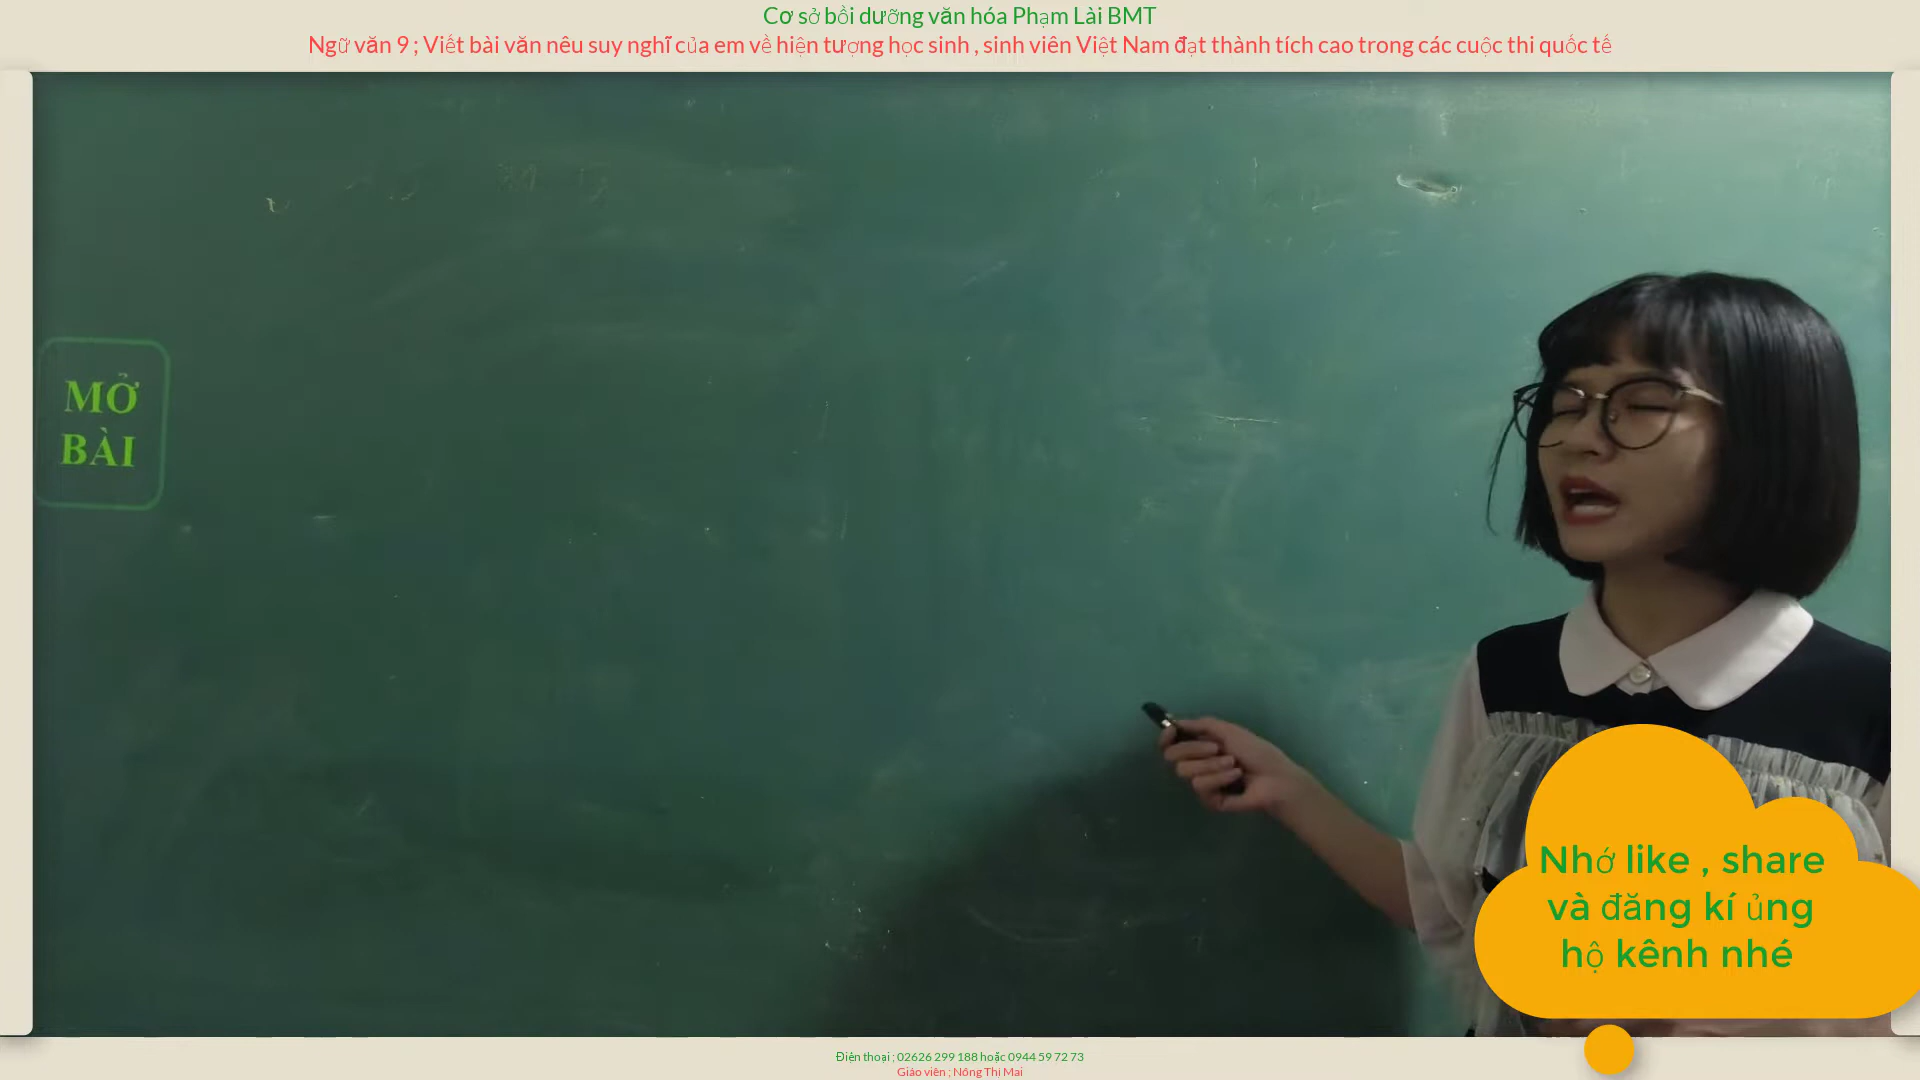 Cơ sở bồi dưỡng văn hóa Phạm Lài BMT
Ngữ văn 9 ; Viết bài văn nêu suy nghĩ của em về hiện tượng học sinh , sinh viên Việt Nam đạt thành tích cao trong các cuộc thi quốc tế
MỞ
BÀI
Nhớ like , share
và đăng kí ủng
hộ kênh nhé
Điện thoại ; 02626 299 188 hoặc 0944 59 72 73
Giáo viên ; Nông Thị Mai